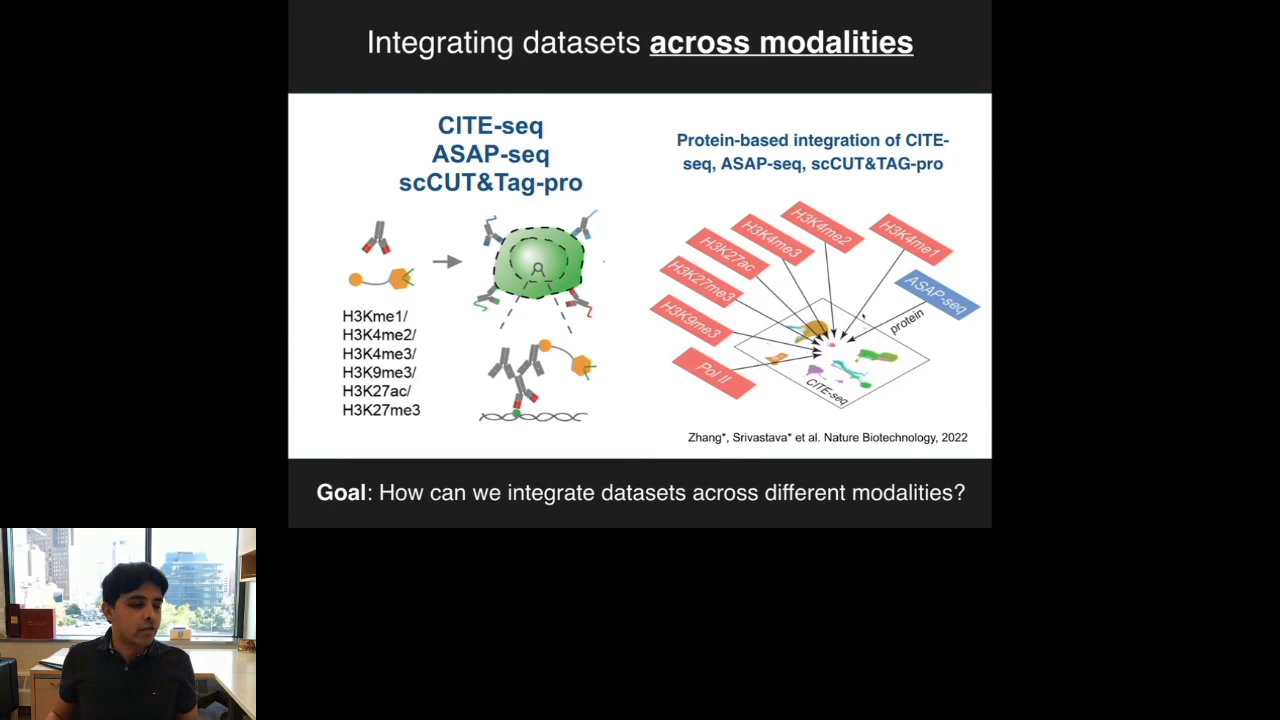 Integrating datasets across modalities
CITE-seq
ASAP-seq
scCUT&Tag-pro
H3Kme1/
H3K4me2/
H3K4me3/
H3K9me3/
H3K27ac/
H3K27me3
Protein-based integration of CITE-
seq, ASAP-seq, scCUT&TAG-pro
H3K4me2
H3K4me1
H3K4me3
H3K27ac
H3K27me3
ASAP-seq
H3K9me3
protein
Pol II
CITE-seq
Zhang*, Srivastava* et al. Nature Biotechnology, 2022
Goal: How can we integrate datasets across different modalities?